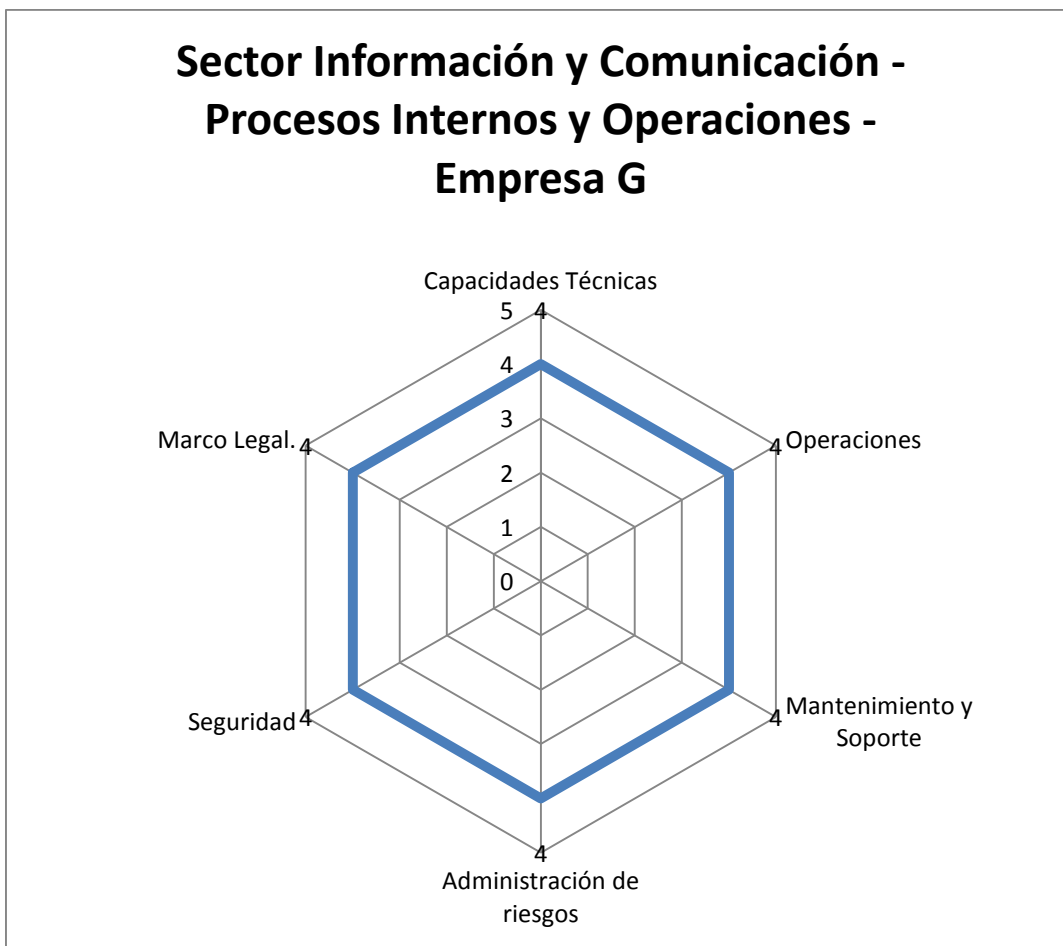 Sector Información y Comunicación -
Procesos Internos y Operaciones -
Empresa G
Capacidades Técnicas
5 4
4
3
2
1
0
Marco Legal. 4
4 Operaciones
Seguridad 4
4 Mantenimiento y
Soporte
4
Administración de
riesgos